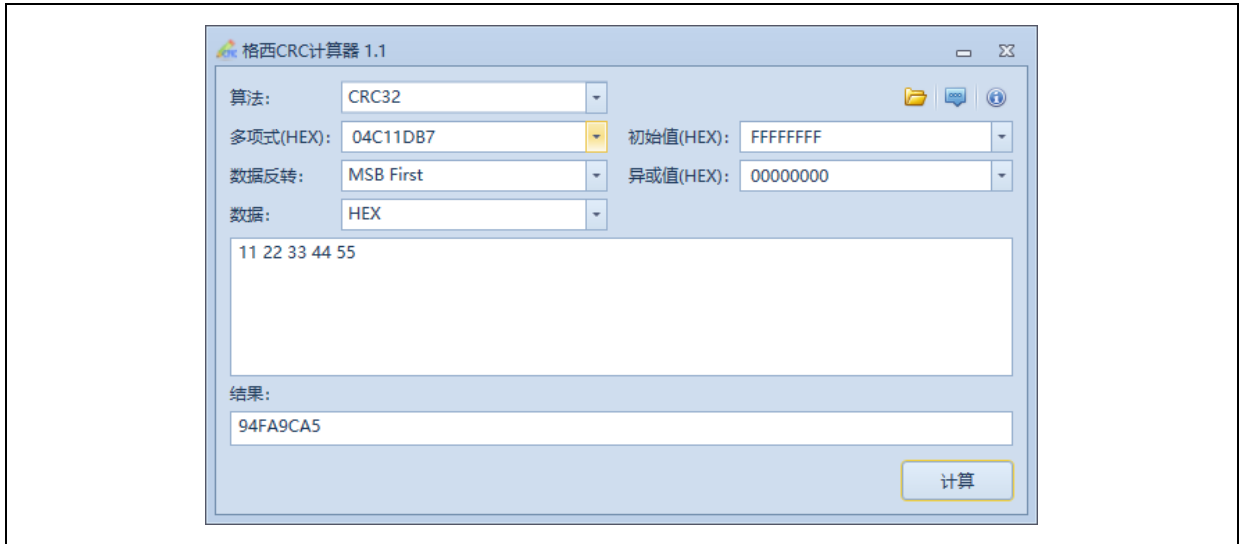 格西CRC计算器 1.1
算法: CRC32
多项式(HEX): 04C11DB7 初始值(HEX): FFFFFFFF
数据反转: MSB First 异或值(HEX): 00000000
数据: HEX
11 22 33 44 55
结果:
94FA9CA5
计算